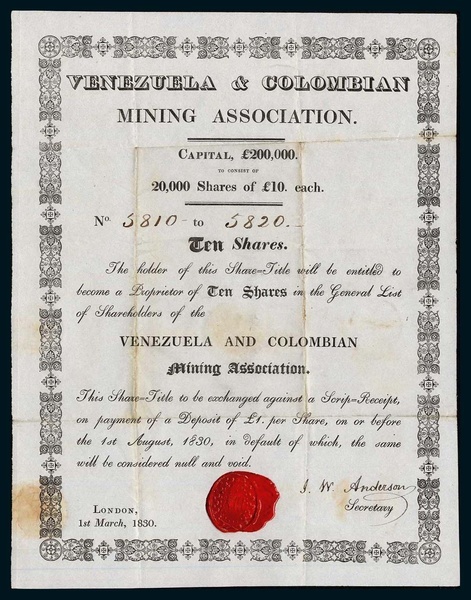 VENEZUELA & COLOMBIAN
MINING ASSOCIATION.
CAPITAL, £200,000.
TO CONSIST OF
20,000 Shares of £10. each.
No. 5810 - to 5820. -
Ten Shares.
The holder of this Share=Title will be entitled to
become a Proprietor of Ten Shares in the General List
of Shareholders of the
VENEZUELA AND COLOMBIAN
Mining Association.
This Share=Title to be exchanged against a Scrip=Receipt,
on payment of a Deposit of £1. per Share, on or before
the 1st August, 1830, in default of which, the same
will be considered null and void.
J. W. Anderson
Secretary
LONDON,
1st March, 1830.